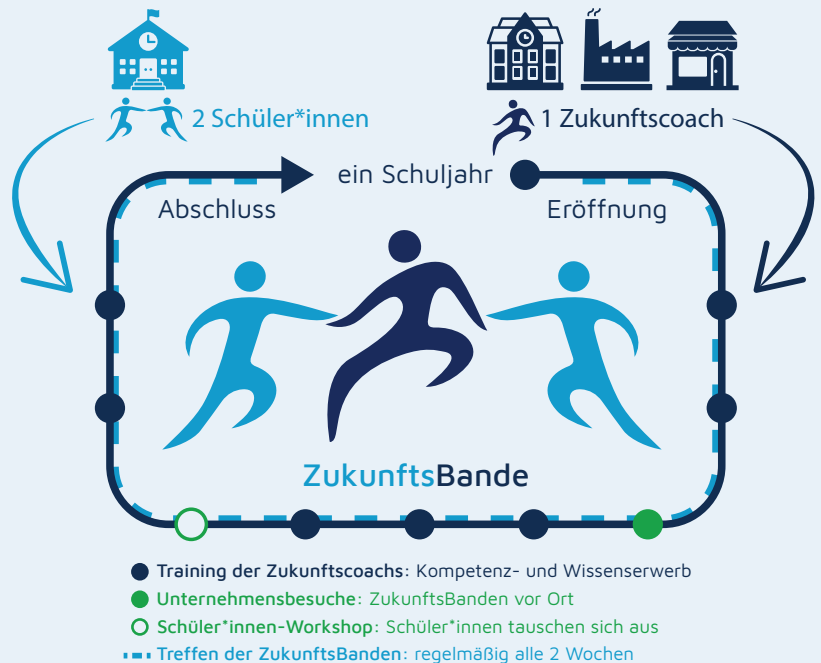 2 Schüler*innen
1 Zukunftscoach
ein Schuljahr
Abschluss
Eröffnung
ZukunftsBande
Training der Zukunftscoachs: Kompetenz- und Wissenserwerb
Unternehmensbesuche: ZukunftsBanden vor Ort
Schüler*innen-Workshop: Schüler*innen tauschen sich aus
Treffen der ZukunftsBanden: regelmäßig alle 2 Wochen